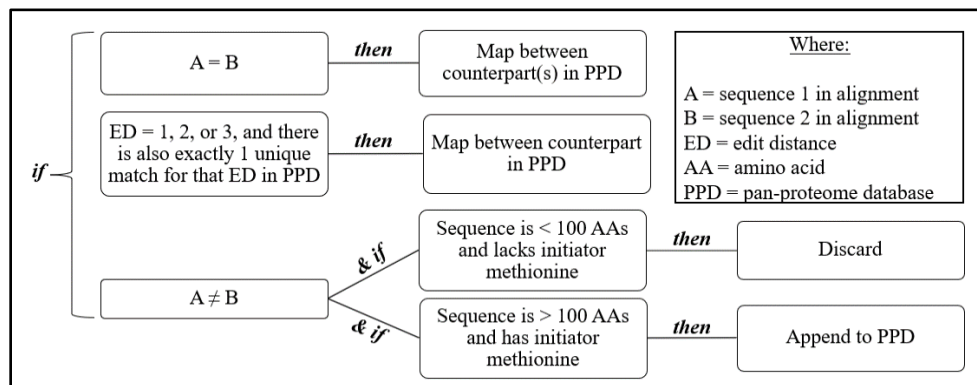 if
A = B
then
Map between
counterpart(s) in PPD
ED = 1, 2, or 3, and there
is also exactly 1 unique
match for that ED in PPD
then
Map between counterpart
in PPD
A ≠ B
& if
Sequence is < 100 AAs
and lacks initiator
methionine
then
Discard
& if
Sequence is > 100 AAs
and has initiator
methionine
then
Append to PPD
Where:
A = sequence 1 in alignment
B = sequence 2 in alignment
ED = edit distance
AA = amino acid
PPD = pan-proteome database